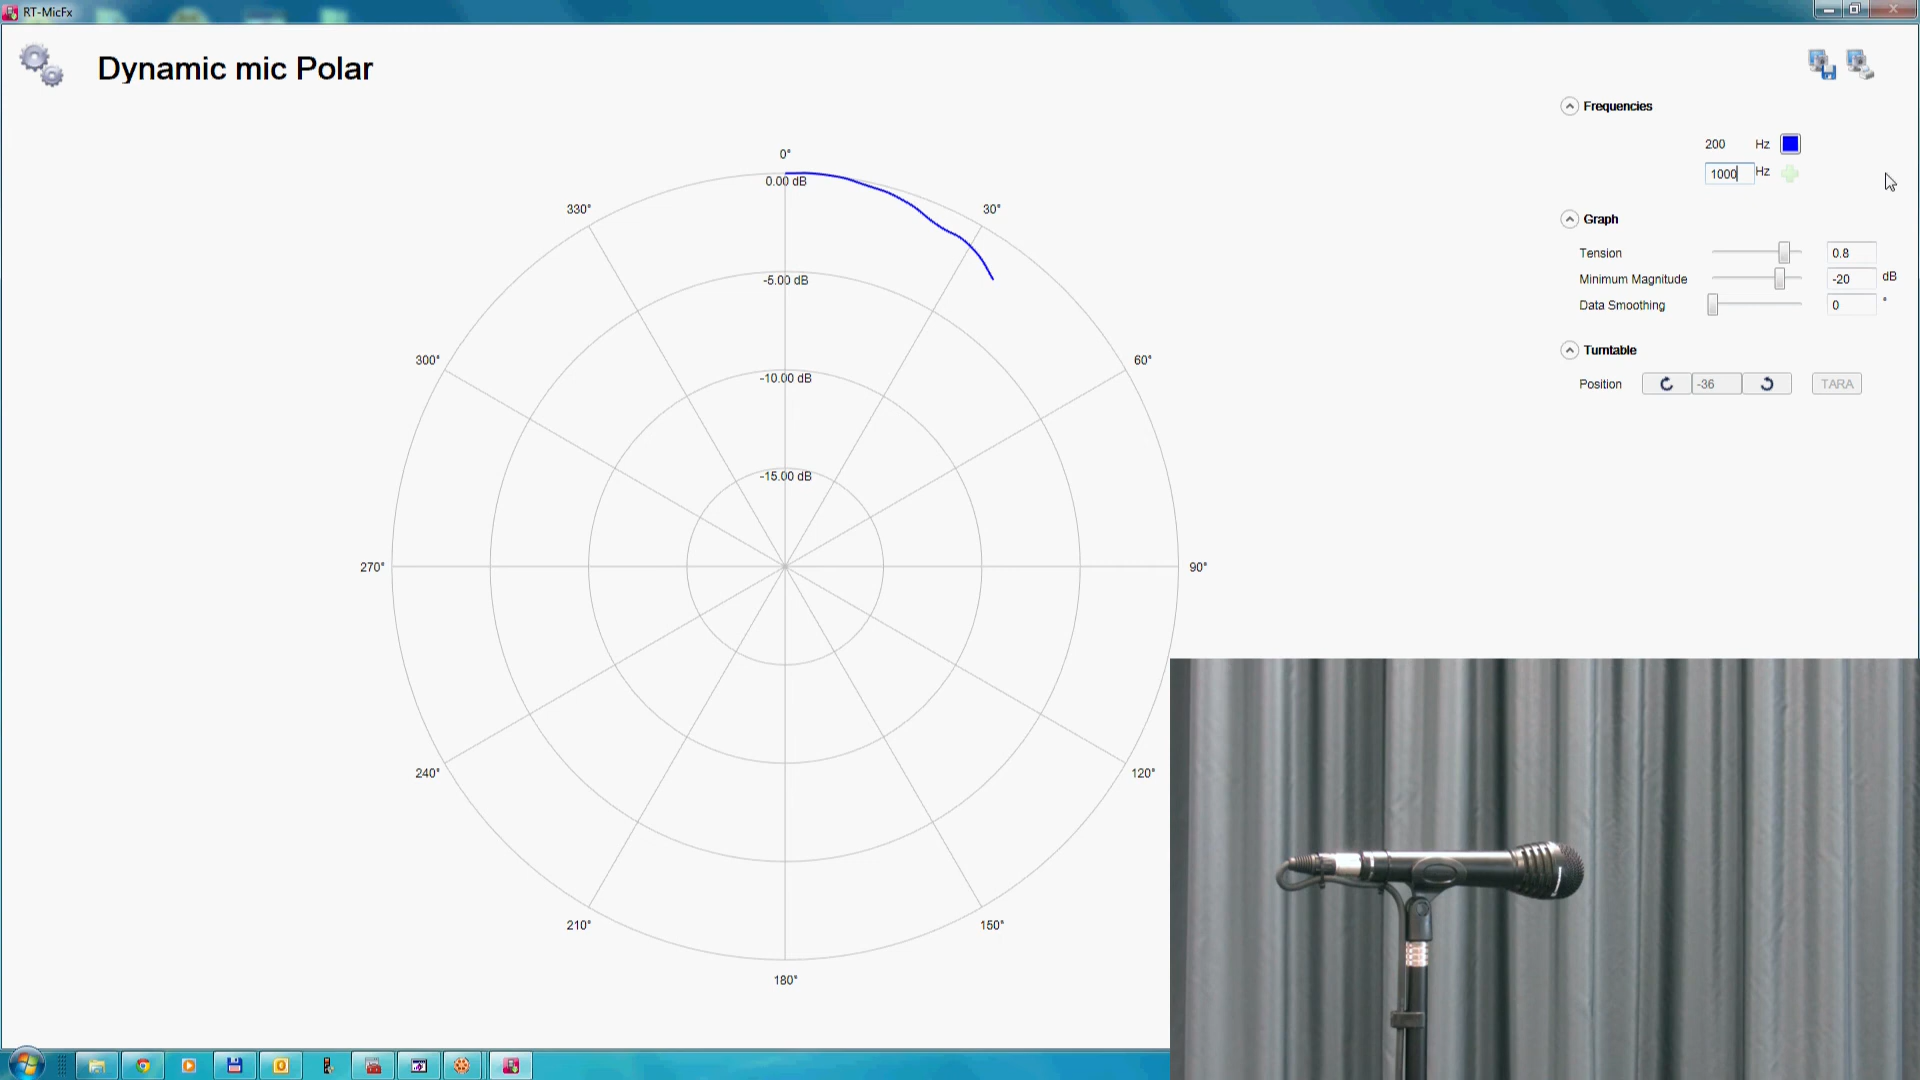 RT-MicFx
Dynamic mic Polar
Frequencies
200 Hz
1000 Hz
Graph
Tension 0.8
Minimum Magnitude -20 dB
Data Smoothing 0 °
Turntable
Position -36 TARA
0°
0.00 dB
330° 30°
-5.00 dB
300° 60°
-10.00 dB
-15.00 dB
270° 90°
240° 120°
210° 150°
180°